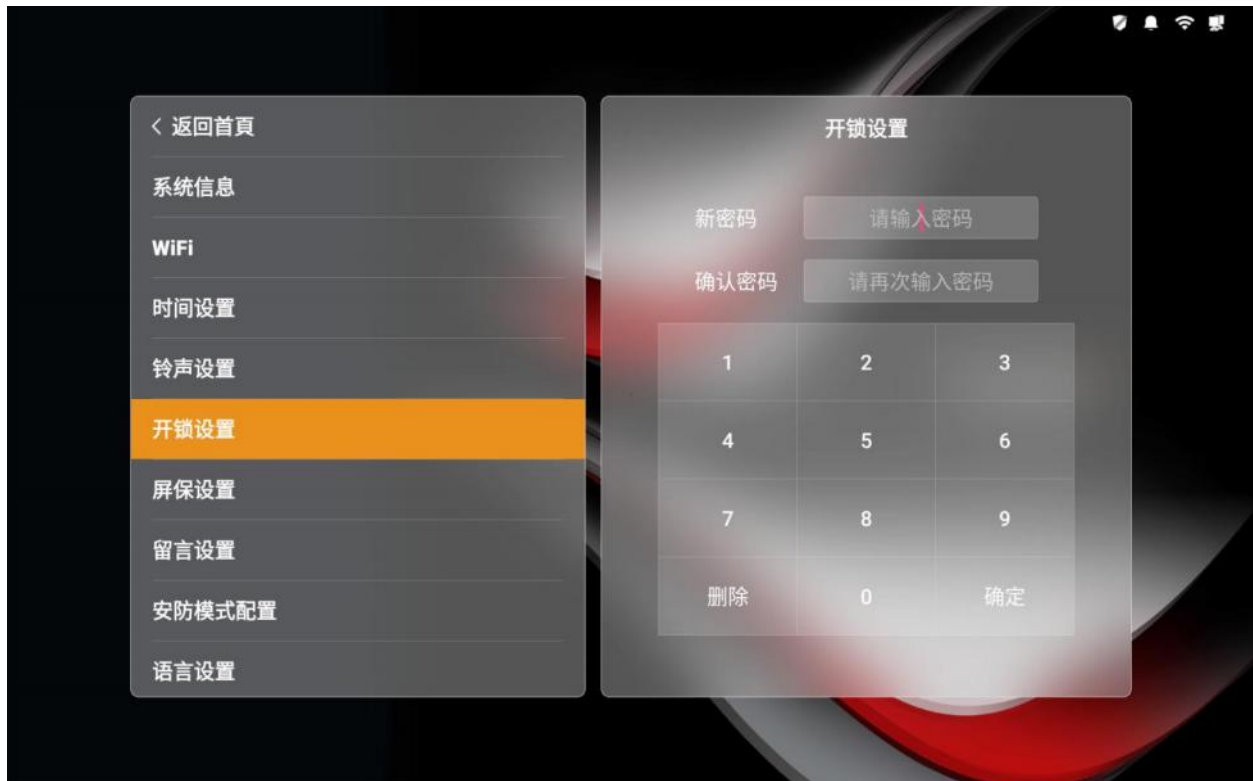 < 返回首頁
系统信息
WiFi
时间设置
铃声设置
开锁设置
屏保设置
留言设置
安防模式配置
语言设置
开锁设置
新密码 请输入密码
确认密码 请再次输入密码
1 2 3
4 5 6
7 8 9
删除 0 确定